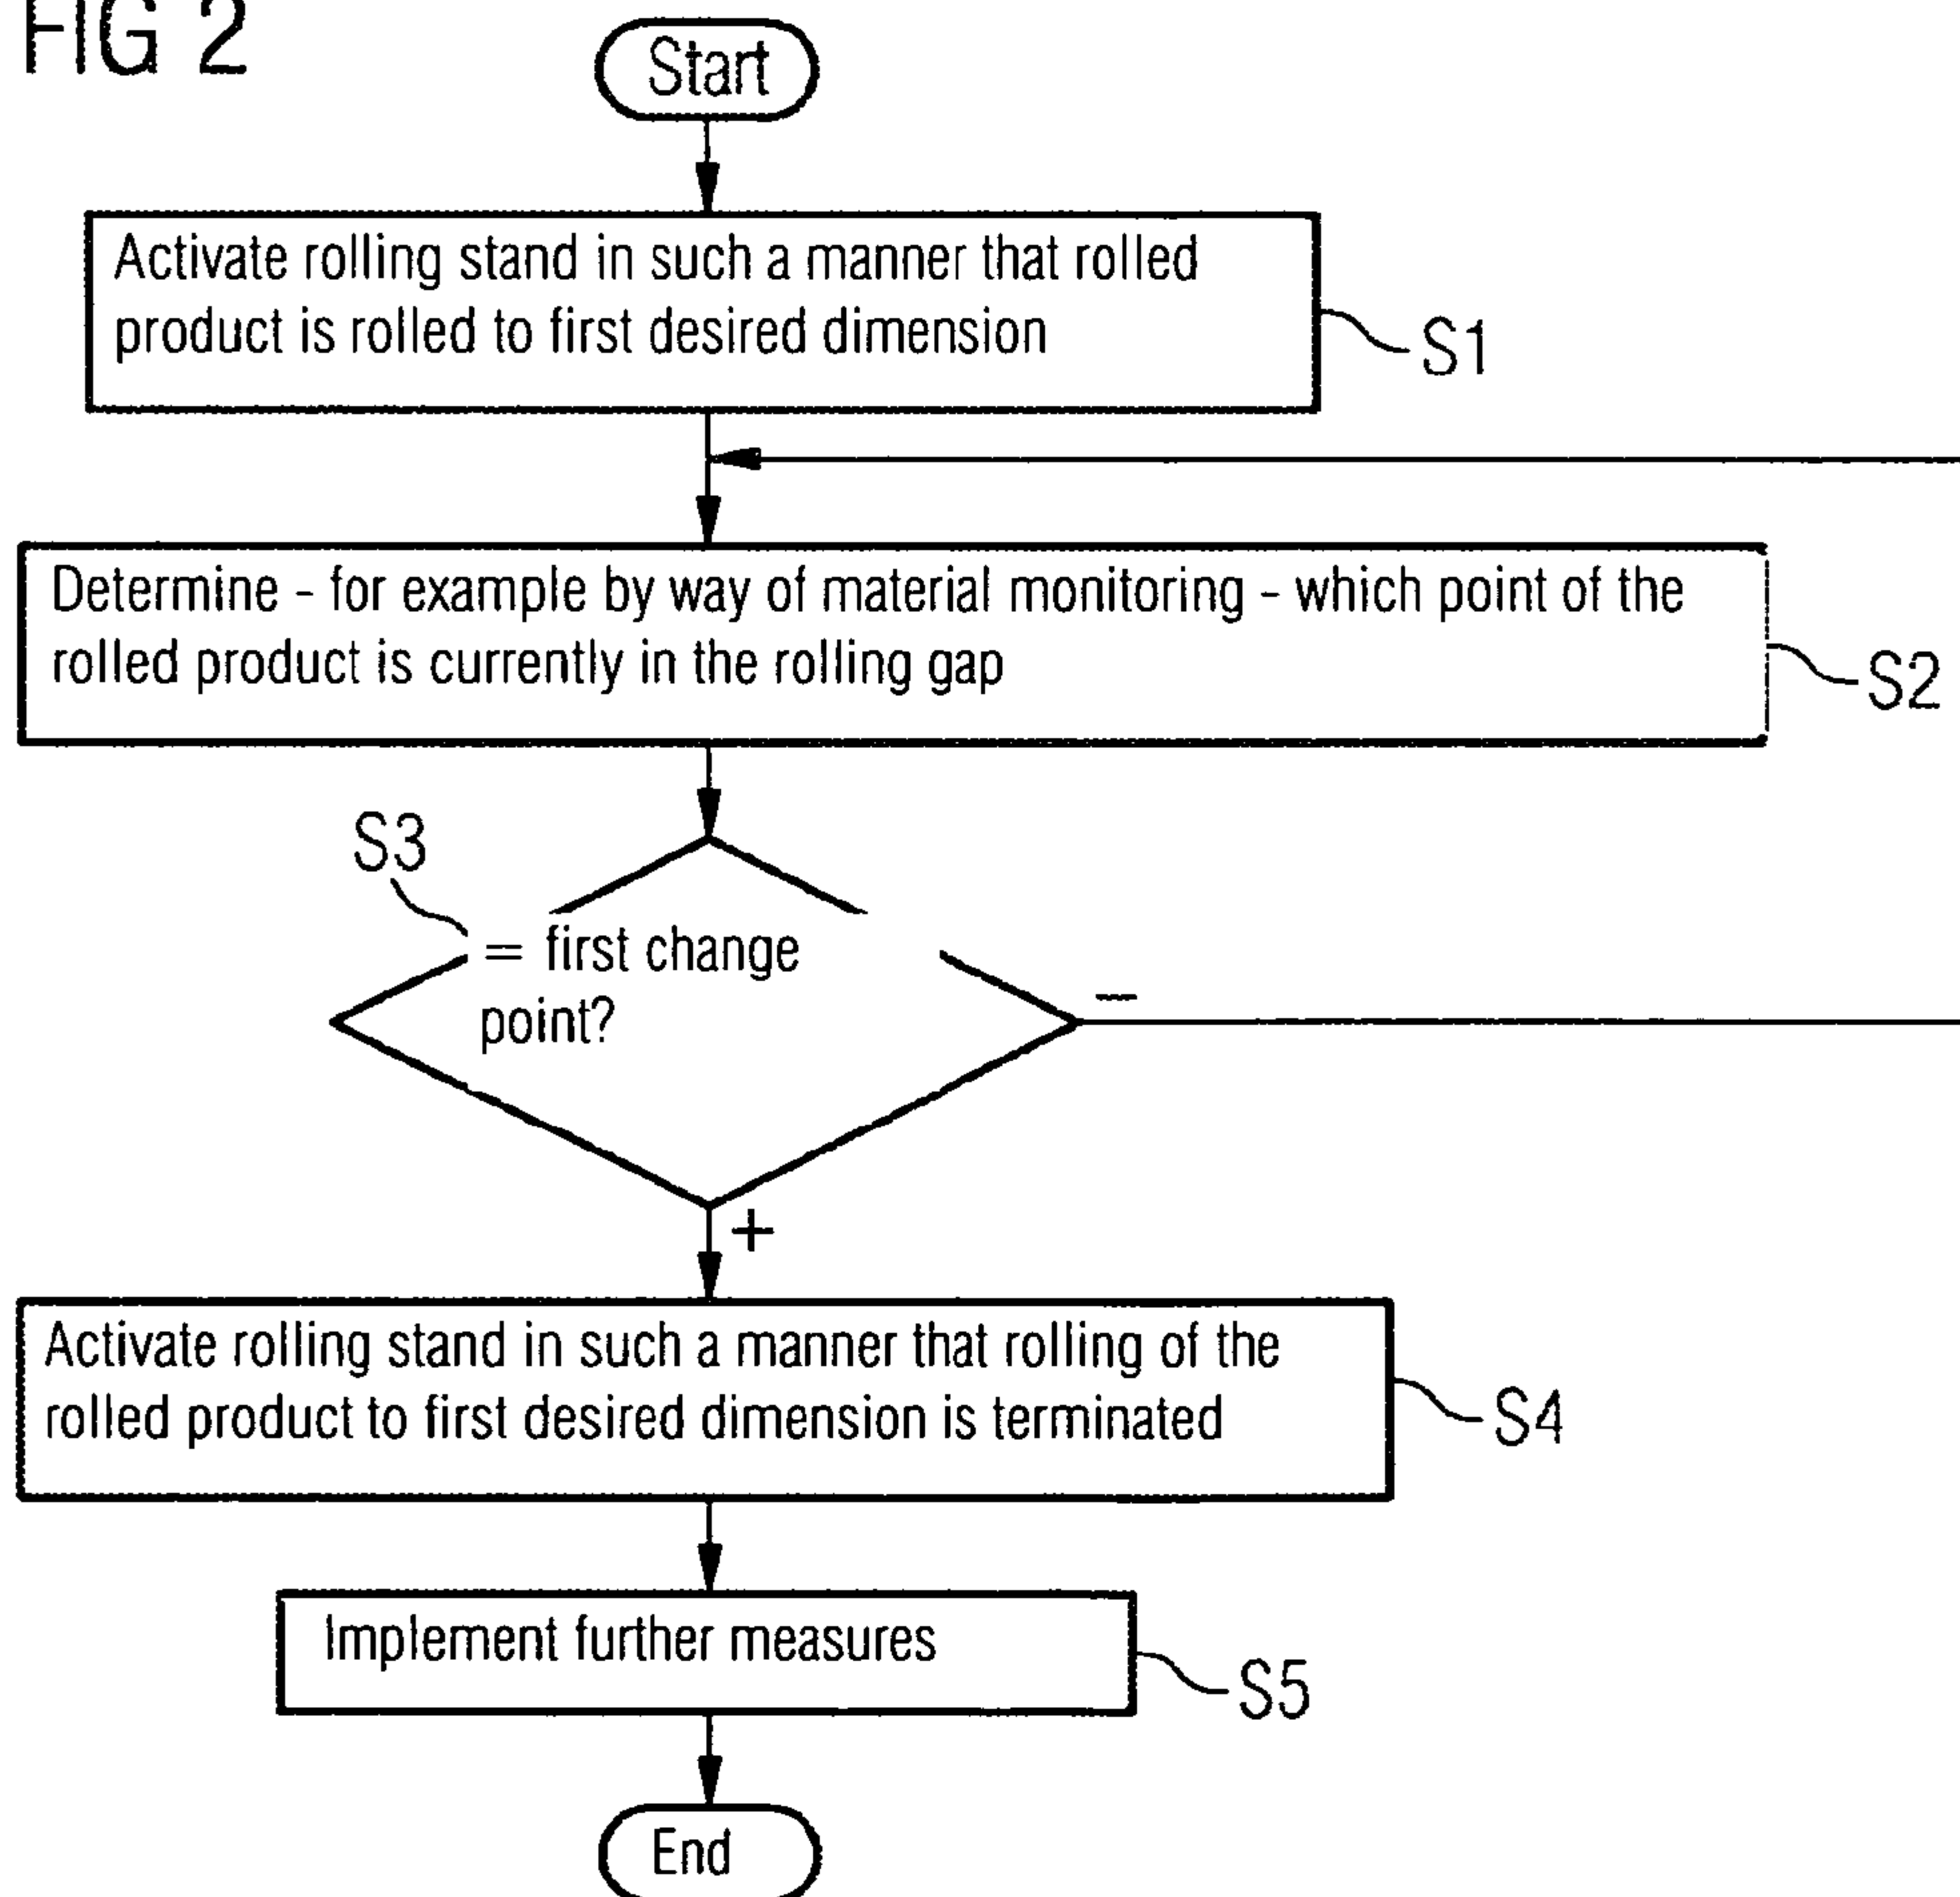 FIG 2
Start
Activate rolling stand in such a manner that rolled
product is rolled to first desired dimension
S1
Determine - for example by way of material monitoring - which point of the
rolled product is currently in the rolling gap
S2
S3
= first change
point?
–
+
Activate rolling stand in such a manner that rolling of the
rolled product to first desired dimension is terminated
S4
Implement further measures
S5
End